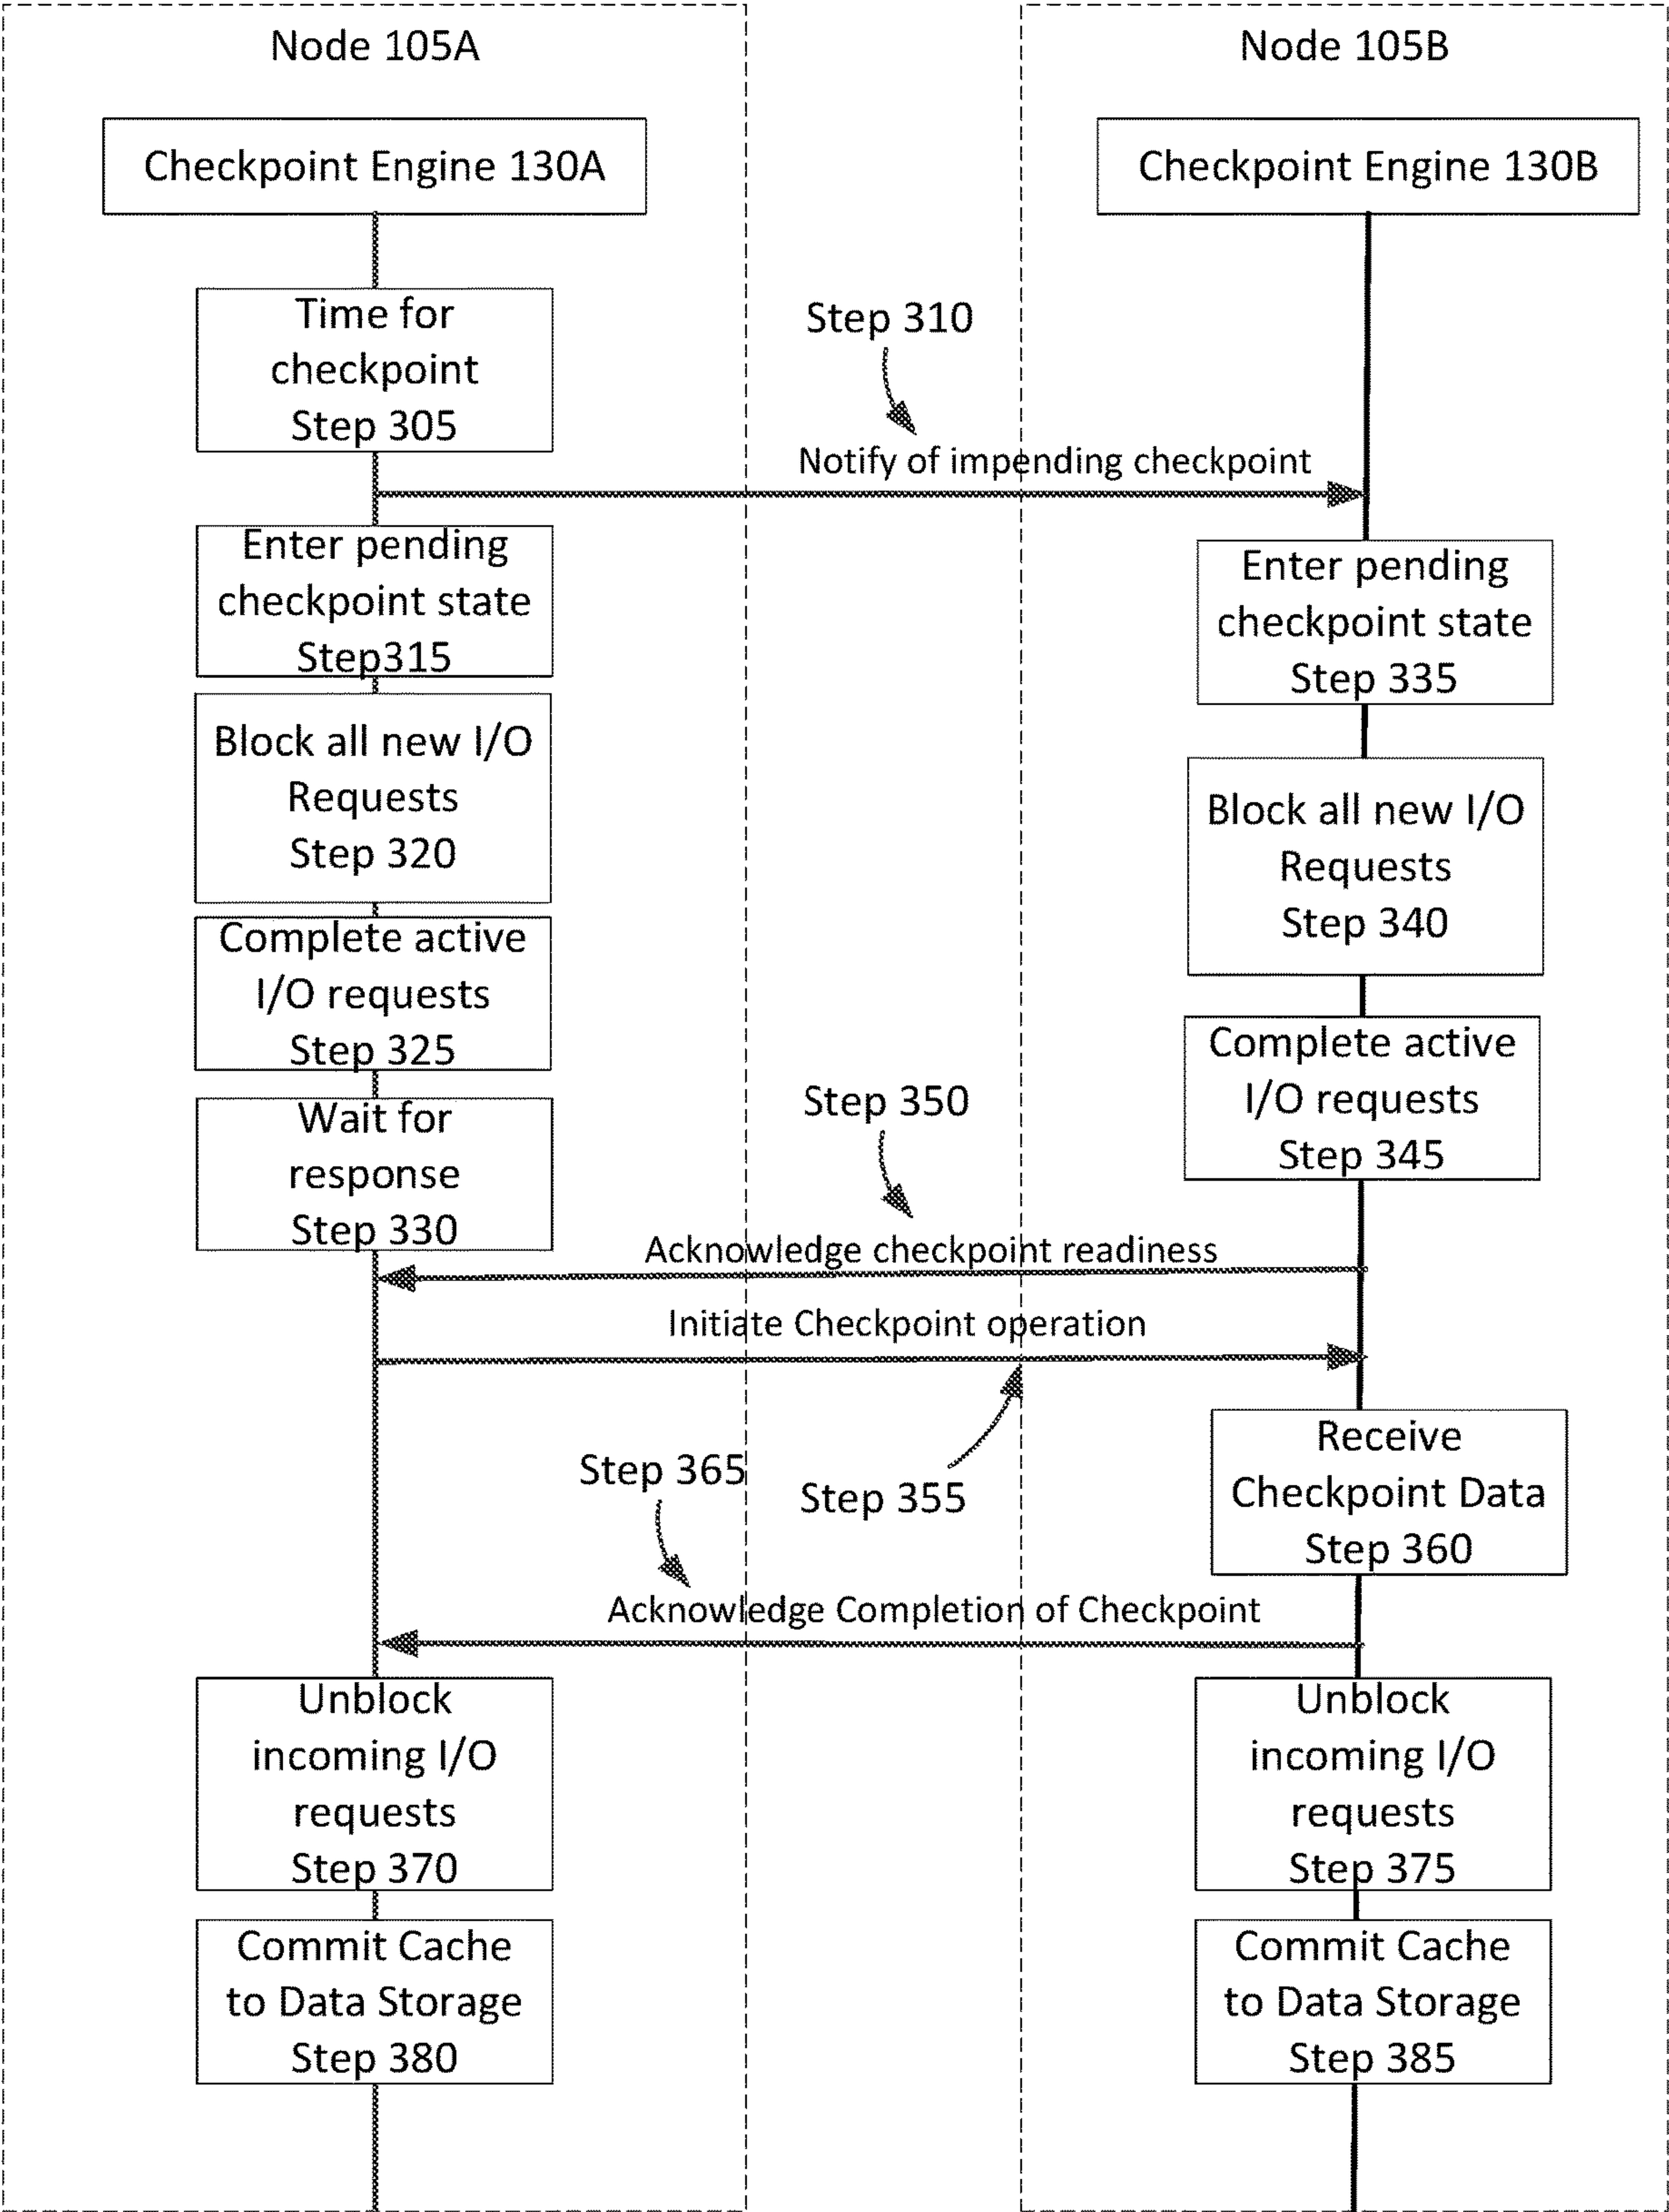 Node 105A
Node 105B
Checkpoint Engine 130A
Checkpoint Engine 130B
Time for
checkpoint
Step 305
Step 310
Notify of impending checkpoint
Enter pending
checkpoint state
Step315
Enter pending
checkpoint state
Step 335
Block all new I/O
Requests
Step 320
Block all new I/O
Requests
Step 340
Complete active
I/O requests
Step 325
Complete active
I/O requests
Step 345
Wait for
response
Step 330
Step 350
Acknowledge checkpoint readiness
Initiate Checkpoint operation
Step 355
Receive
Checkpoint Data
Step 360
Step 365
Acknowledge Completion of Checkpoint
Unblock
incoming I/O
requests
Step 370
Unblock
incoming I/O
requests
Step 375
Commit Cache
to Data Storage
Step 380
Commit Cache
to Data Storage
Step 385